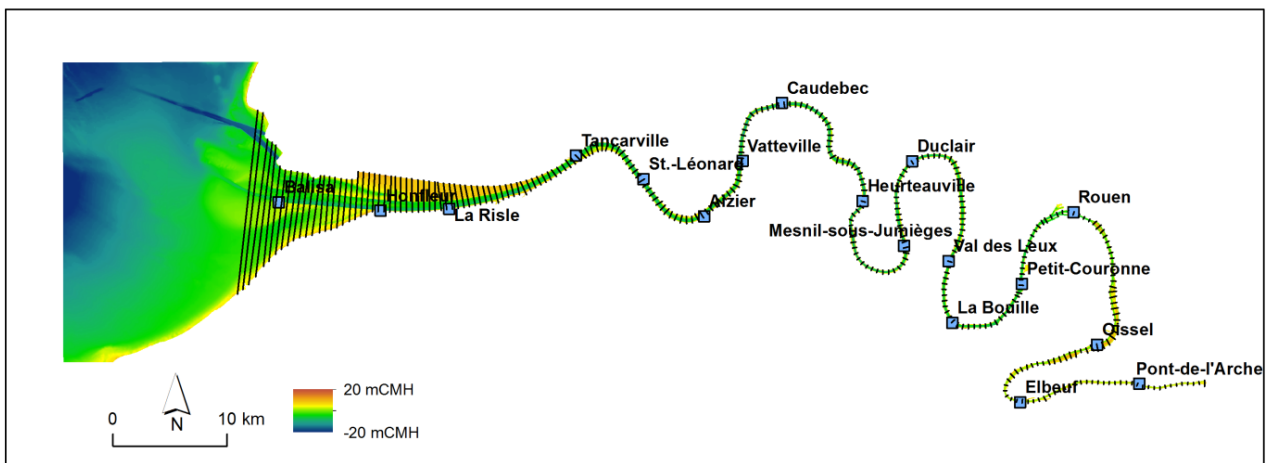 Caudebec
Tancarville
Vatteville
Duclair
St.-Léonard
Balisa
Honfleur
La Risle
Aizier
Heurteauville
Rouen
Mesnil-sous-Jumièges
Val des Leux
Petit-Couronne
La Bouille
Oissel
Pont-de-l'Arche
Elbeuf
20 mCMH
-20 mCMH
0
10 km
N